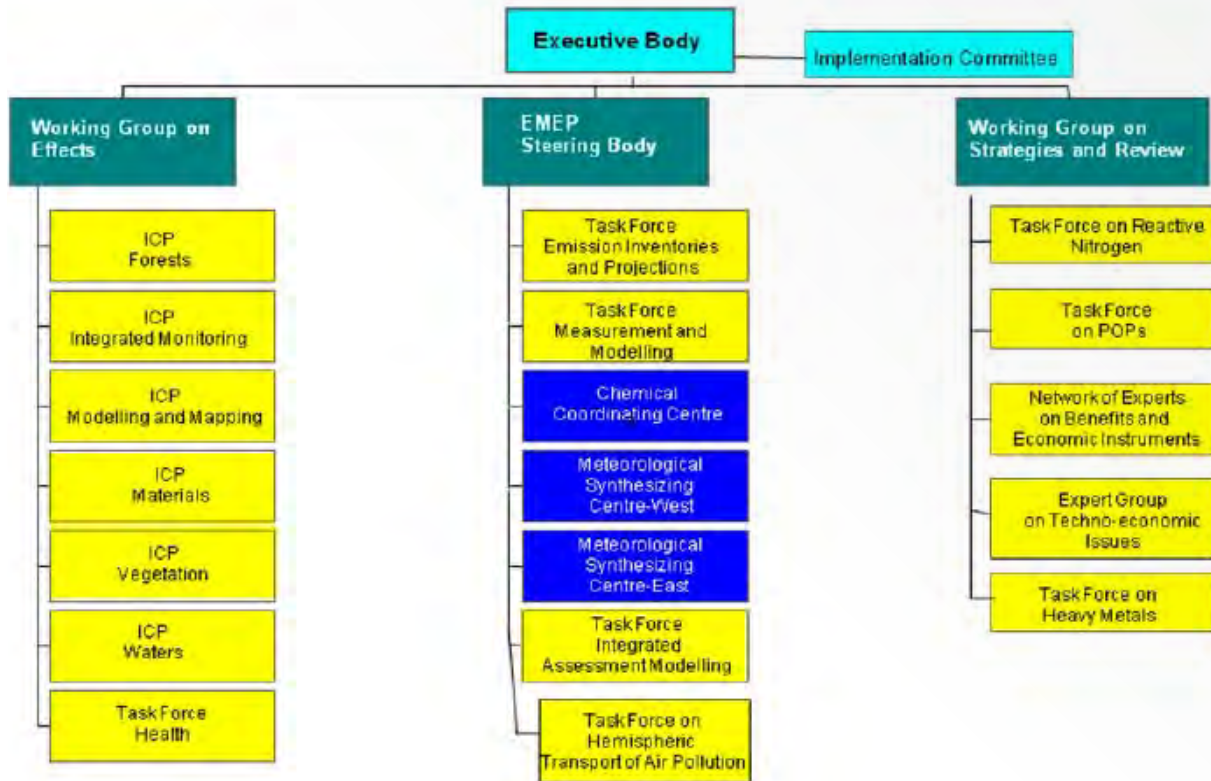 Executive Body
Implementation Committee
Working Group on
Effects
EMEP
Steering Body
Working Group on
Strategies and Review
ICP
Forests
ICP
Integrated Monitoring
ICP
Modelling and Mapping
ICP
Materials
ICP
Vegetation
ICP
Waters
Task Force
Health
Task Force
Emission Inventories
and Projections
Task Force
Measurement and
Modelling
Chemical
Coordinating Centre
Meteorological
Synthesizing
Centre-West
Meteorological
Synthesizing
Centre-East
Task Force
Integrated
Assessment Modelling
Task Force on
Hemispheric
Transport of Air Pollution
Task Force on Reactive
Nitrogen
Task Force
on POPs
Network of Experts
on Benefits and
Economic Instruments
Expert Group
on Techno-economic
Issues
Task Force on
Heavy Metals